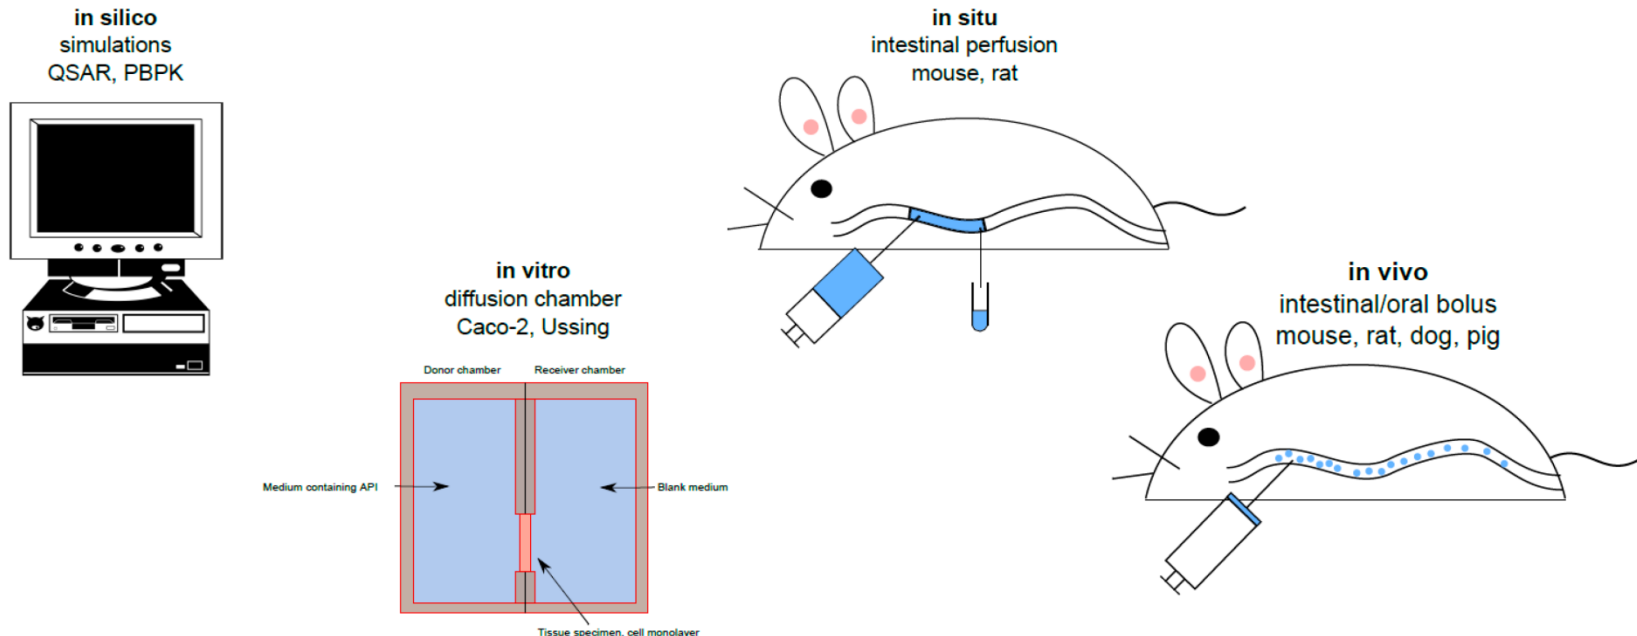 in silico
simulations
QSAR, PBPK
in vitro
diffusion chamber
Caco-2, Ussing
Donor chamber
Receiver chamber
Medium containing API
Blank medium
Tissue specimen, cell monolayer
in situ
intestinal perfusion
mouse, rat
in vivo
intestinal/oral bolus
mouse, rat, dog, pig